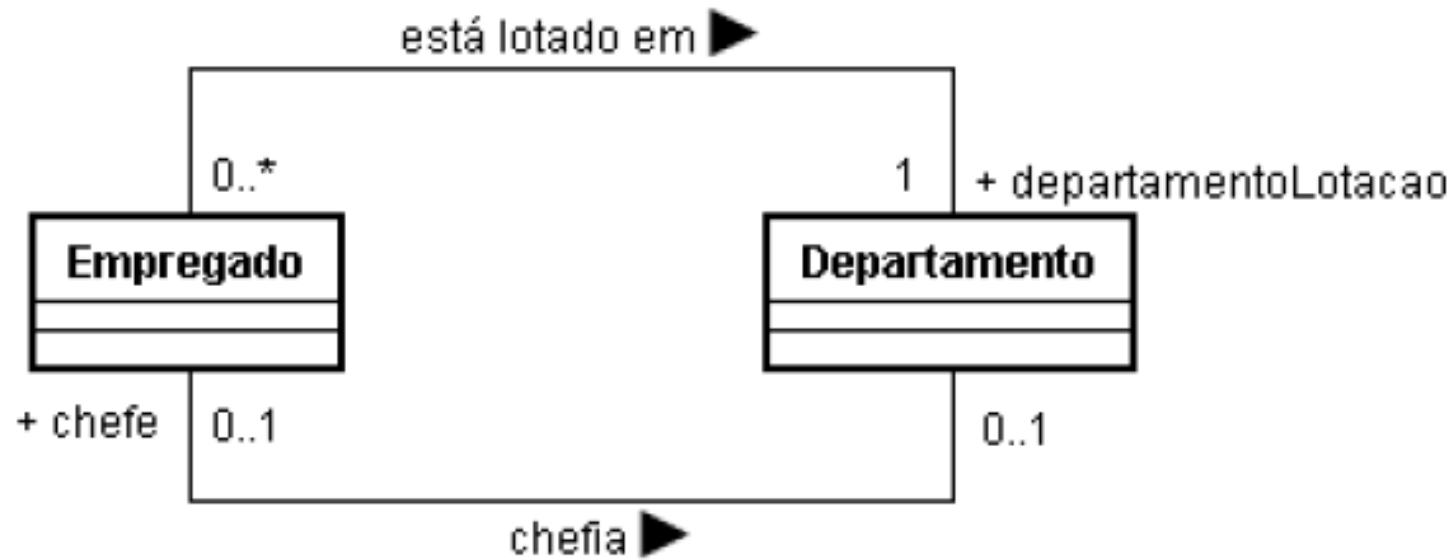 está lotado em
0..*
1
+ departamentoLotacao
Empregado
Departamento
+ chefe
0..1
0..1
chefia